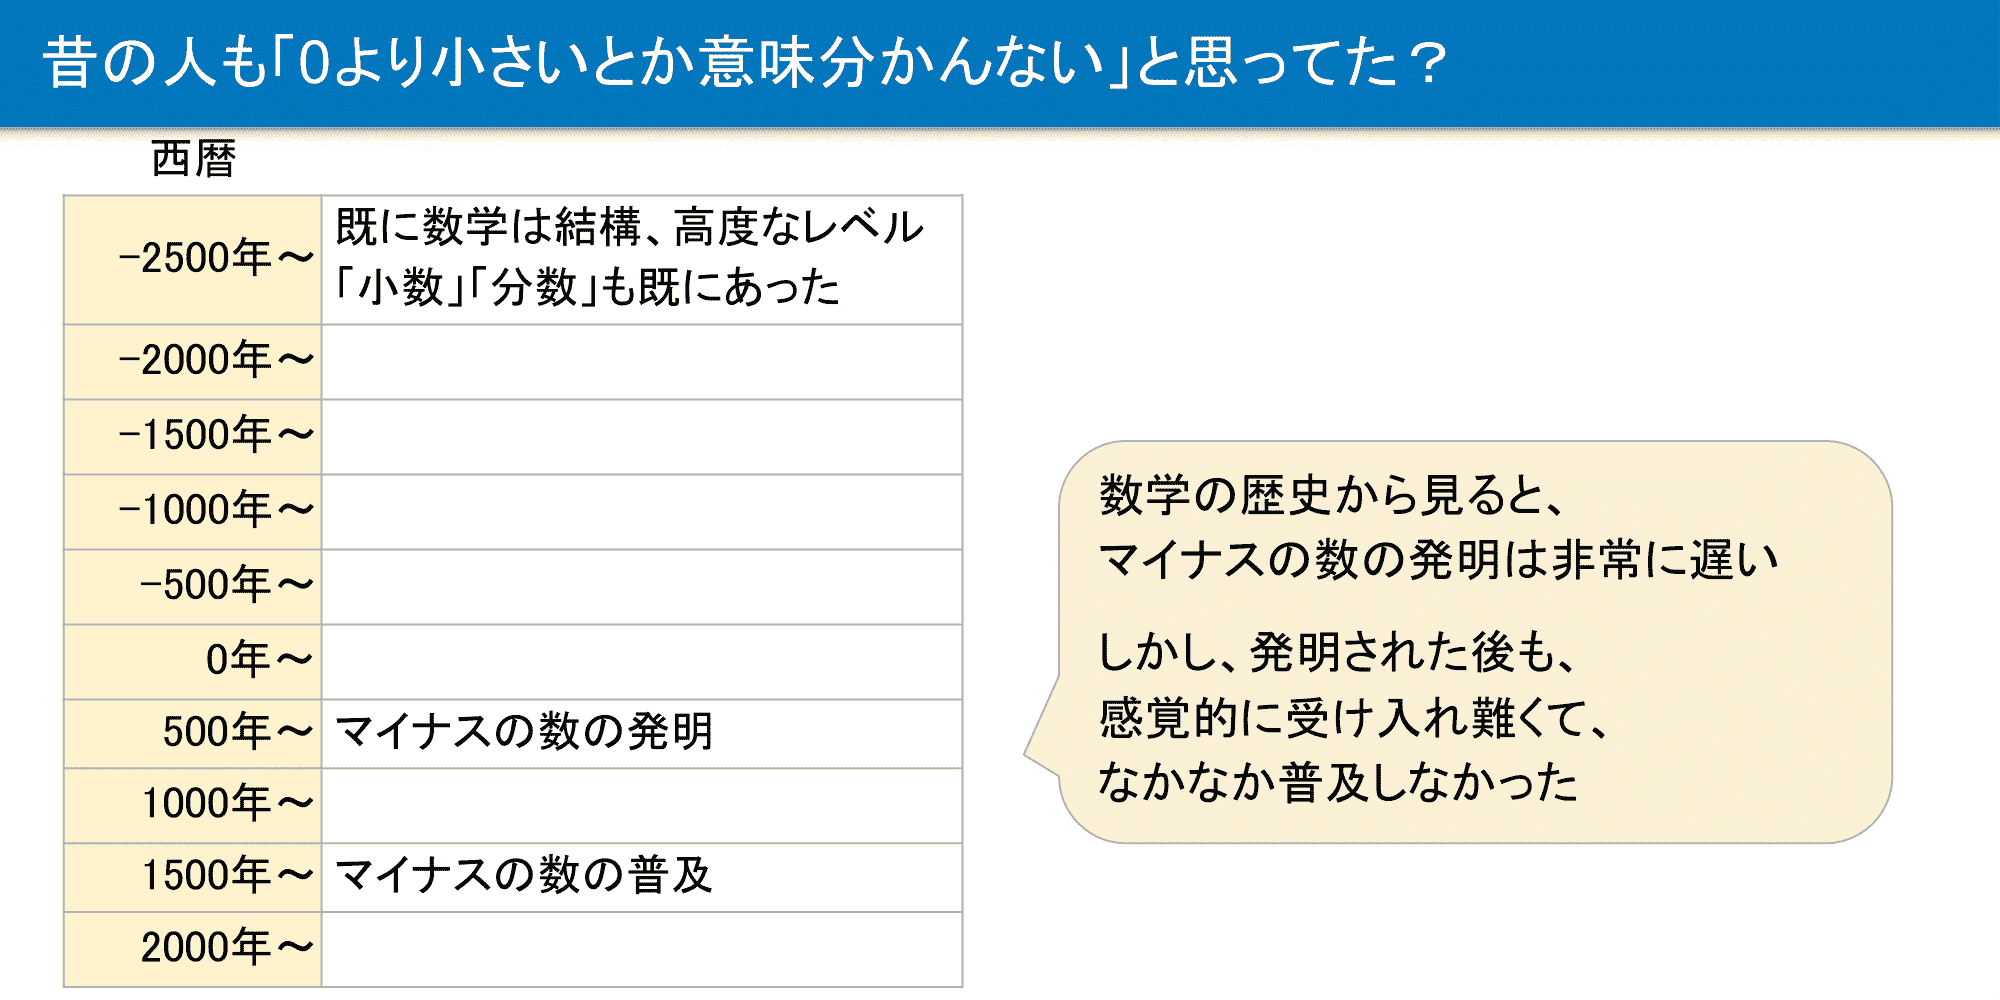 昔の人も「0より小さいとか意味分かんない」と思ってた？
西暦
-2500年～
既に数学は結構、高度なレベル
「小数」「分数」も既にあった
-2000年～
-1500年～
-1000年～
-500年～
0年～
500年～
マイナスの数の発明
1000年～
1500年～
マイナスの数の普及
2000年～
数学の歴史から見ると、
マイナスの数の発明は非常に遅い
しかし、発明された後も、
感覚的に受け入れ難くて、
なかなか普及しなかった